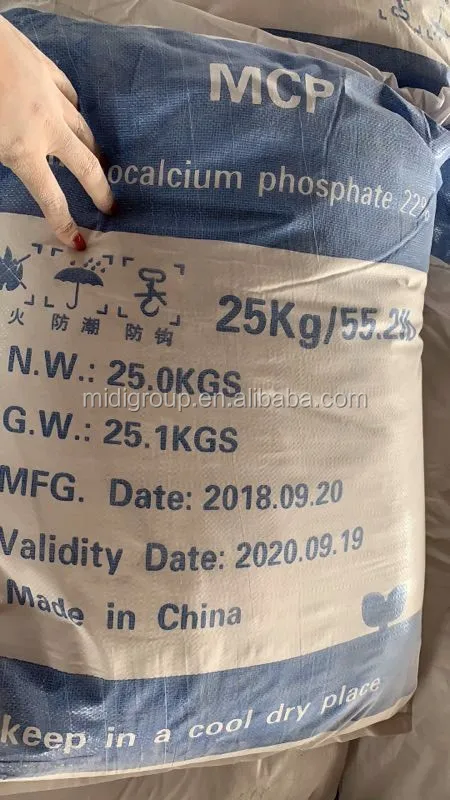 MCP
ocalcium phosphate 22%
火 防潮 防钩
25Kg/55.2lb
N.W.: 25.0KGS
midigroup.en.alibaba.com
G.W.: 25.1KGS
MFG. Date: 2018.09.20
Validity Date: 2020.09.19
Made in China
keep in a cool dry place